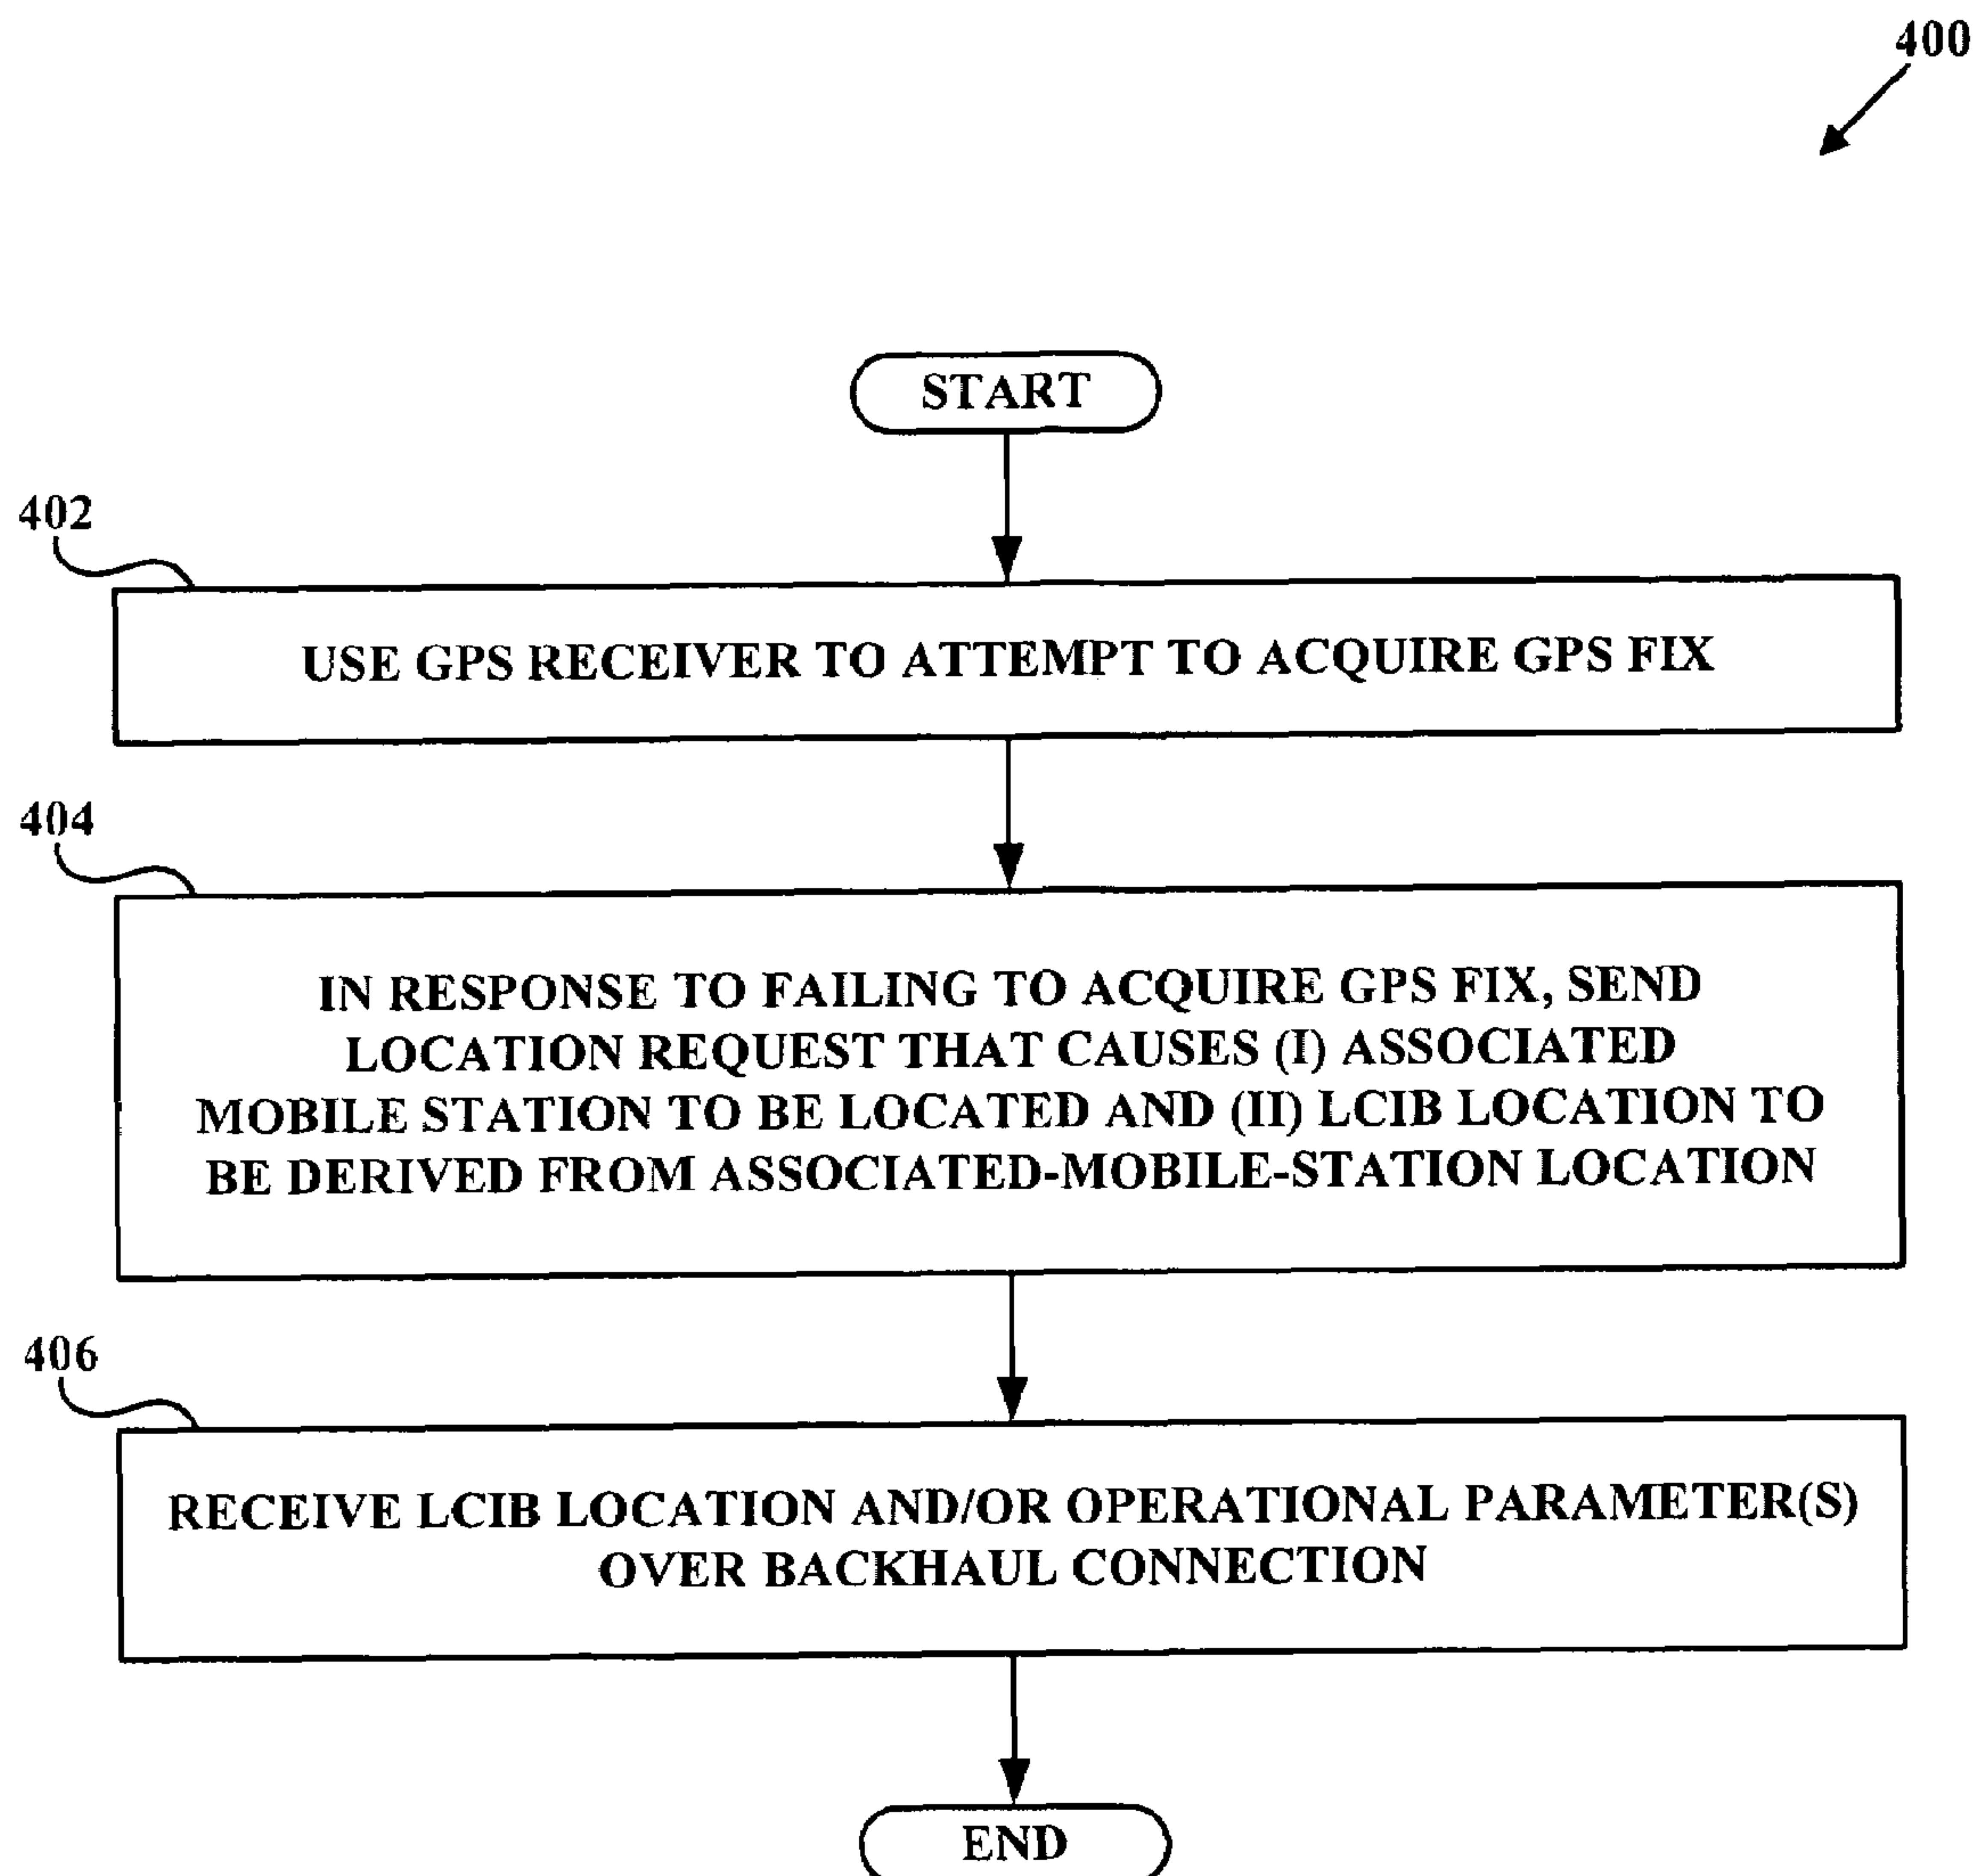 400
START
402
USE GPS RECEIVER TO ATTEMPT TO ACQUIRE GPS FIX
404
IN RESPONSE TO FAILING TO ACQUIRE GPS FIX, SEND
LOCATION REQUEST THAT CAUSES (I) ASSOCIATED
MOBILE STATION TO BE LOCATED AND (II) LCIB LOCATION TO
BE DERIVED FROM ASSOCIATED-MOBILE-STATION LOCATION
406
RECEIVE LCIB LOCATION AND/OR OPERATIONAL PARAMETER(S)
OVER BACKHAUL CONNECTION
END